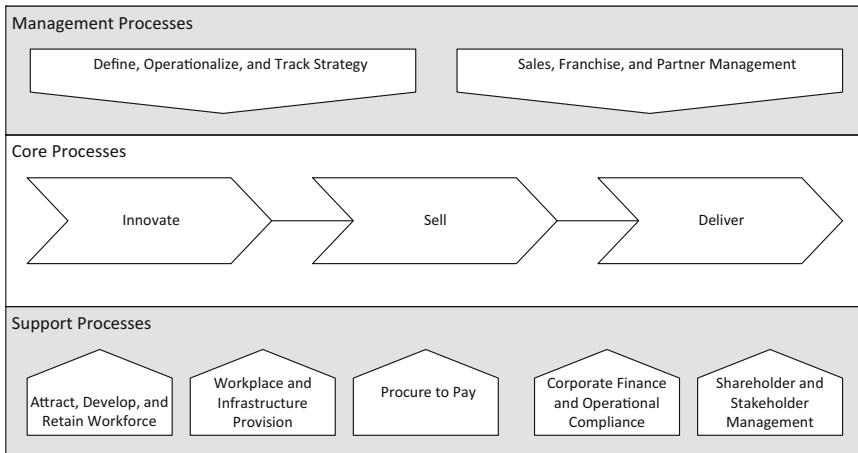 Management Processes
Define, Operationalize, and Track Strategy
Sales, Franchise, and Partner Management
Core Processes
Innovate
Sell
Deliver
Support Processes
Attract, Develop, and
Retain Workforce
Workplace and
Infrastructure
Provision
Procure to Pay
Corporate Finance
and Operational
Compliance
Shareholder and
Stakeholder
Management